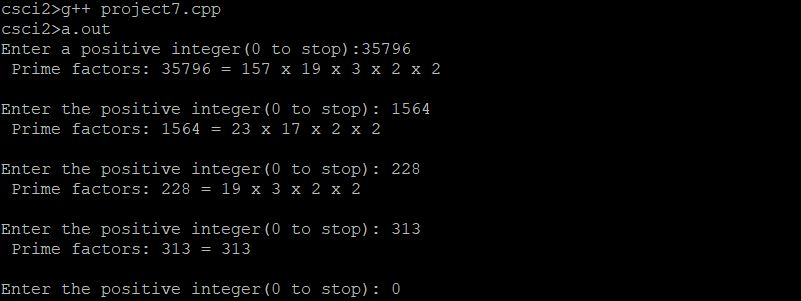 csci2>g++ project7.cpp
csci2>a.out
Enter a positive integer(0 to stop):35796
Prime factors: 35796 = 157 x 19 x 3 x 2 x 2
Enter the positive integer(0 to stop): 1564
Prime factors: 1564 = 23 x 17 x 2 x 2
Enter the positive integer(0 to stop): 228
Prime factors: 228 = 19 x 3 x 2 x 2
Enter the positive integer(0 to stop): 313
Prime factors: 313 = 313
Enter the positive integer(0 to stop): 0